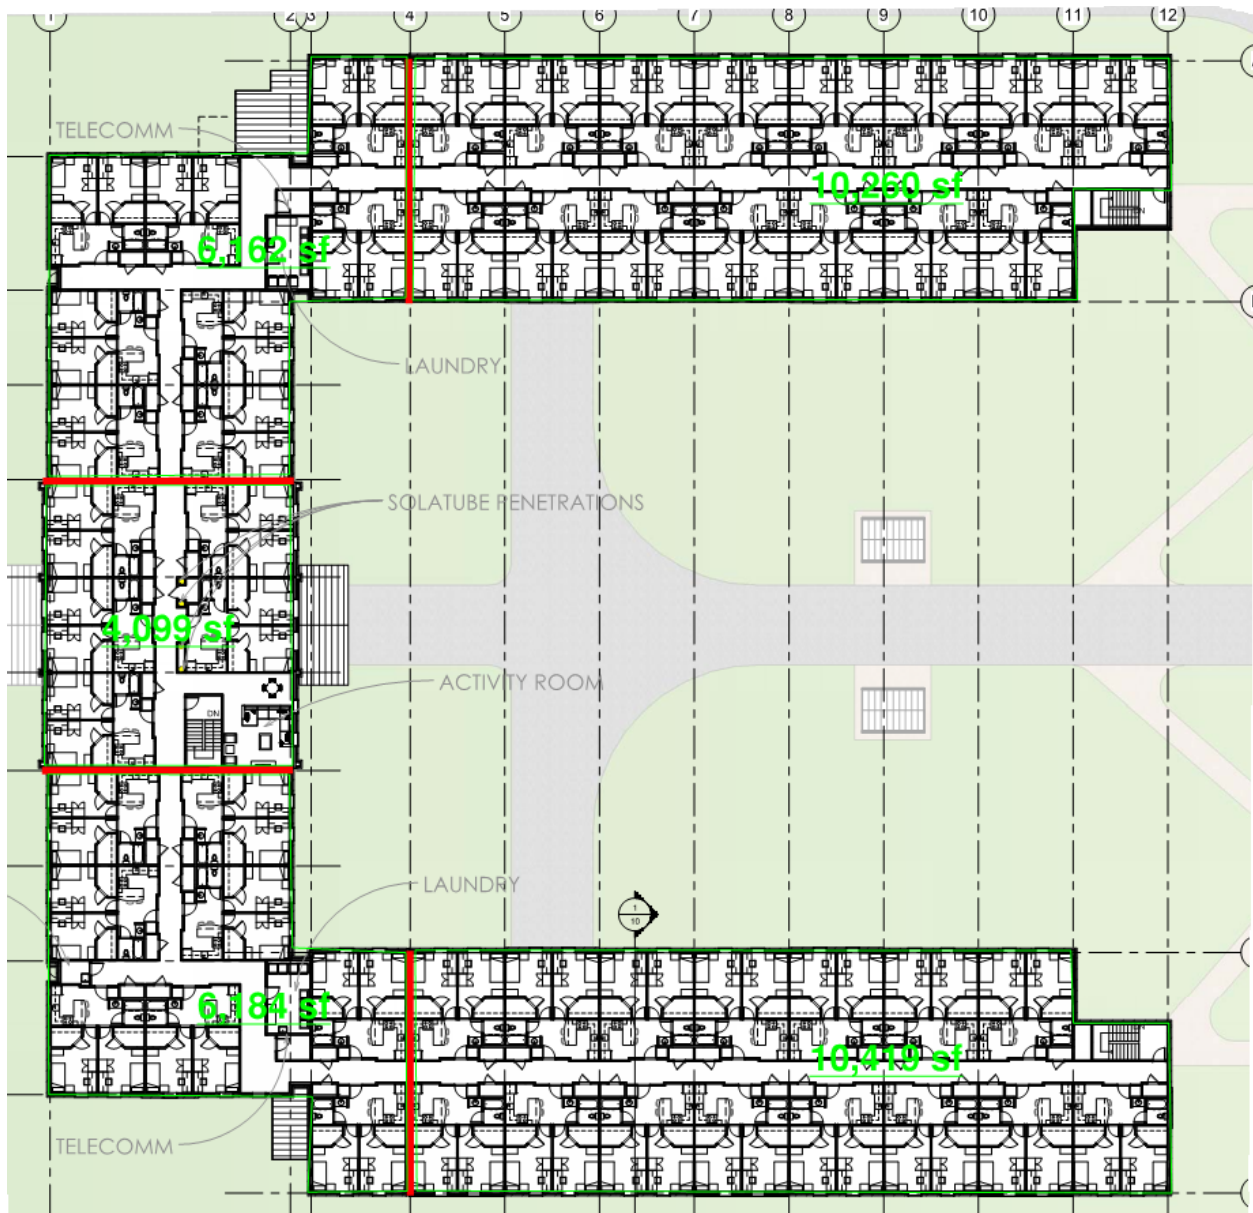 1 2 3 4 5 6 7 8 9 10 11 12
TELECOMM
10,260 sf
DN
6,162 sf
LAUNDRY
SOLATUBE PENETRATIONS
4,099 sf
ACTIVITY ROOM
DN
LAUNDRY
1
10
6,184 sf
10,419 sf
TELECOMM